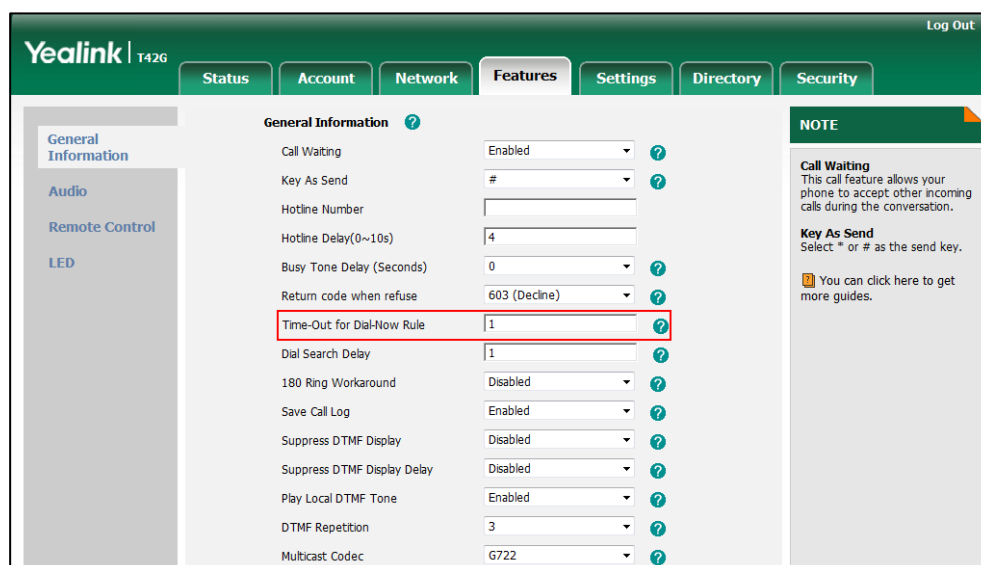 Log Out
Yealink | T42G
Status Account Network Features Settings Directory Security
General
Information
Audio
Remote Control
LED
General Information ?
Call Waiting Enabled ?
Key As Send # ?
Hotline Number
Hotline Delay(0~10s) 4
Busy Tone Delay (Seconds) 0 ?
Return code when refuse 603 (Decline) ?
Time-Out for Dial-Now Rule 1 ?
Dial Search Delay 1 ?
180 Ring Workaround Disabled ?
Save Call Log Enabled ?
Suppress DTMF Display Disabled ?
Suppress DTMF Display Delay Disabled ?
Play Local DTMF Tone Enabled ?
DTMF Repetition 3 ?
Multicast Codec G722 ?
NOTE
Call Waiting
This call feature allows your
phone to accept other incoming
calls during the conversation.
Key As Send
Select * or # as the send key.
? You can click here to get
more guides.